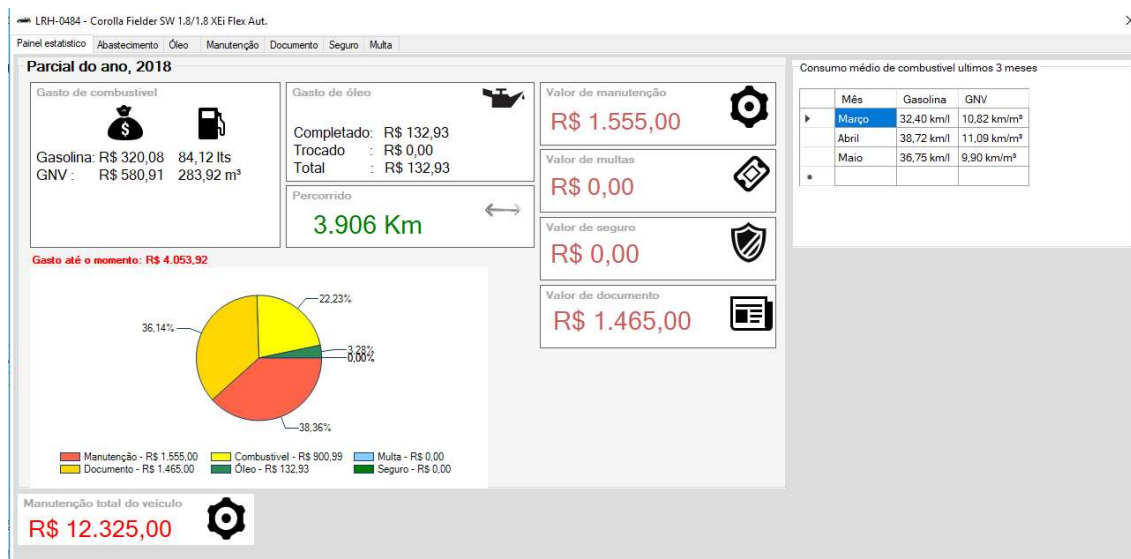 LRH-0484 - Corolla Fielder SW 1.8/1.8 XEi Flex Aut.
Painel estatistico Abastecimento Óleo Manutenção Documento Seguro Multa
Parcial do ano, 2018
Gasto de combustivel
$
Gasolina: R$ 320,08 84,12 lts
GNV : R$ 580,91 283,92 m³
Gasto de óleo
Completado: R$ 132,93
Trocado : R$ 0,00
Total : R$ 132,93
Percorrido
3.906 Km
Valor de manutenção
R$ 1.555,00
Valor de multas
R$ 0,00
Valor de seguro
R$ 0,00
Valor de documento
R$ 1.465,00
Consumo médio de combustivel ultimos 3 meses
Mês Gasolina GNV
Março 32,40 km/l 10,82 km/m³
Abril 38,72 km/l 11,09 km/m³
Maio 36,75 km/l 9,90 km/m³
Gasto até o momento: R$ 4.053,92
22,23%
36,14%
3,28%
0,00%
38,36%
Manutenção - R$ 1.555,00 Combustivel - R$ 900,99 Multa - R$ 0,00
Documento - R$ 1.465,00 Óleo - R$ 132,93 Seguro - R$ 0,00
Manutenção total do veículo
R$ 12.325,00